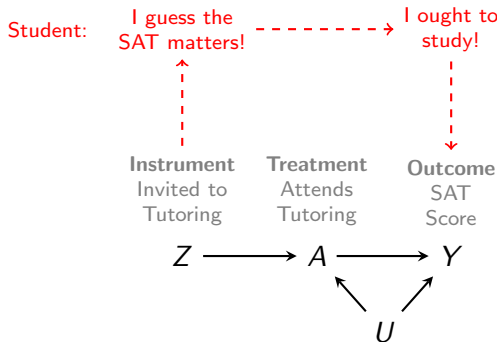 Student:
I guess the
SAT matters!
I ought to
study!
Instrument
Invited to
Tutoring
Treatment
Attends
Tutoring
Outcome
SAT
Score
Z
A
Y
U